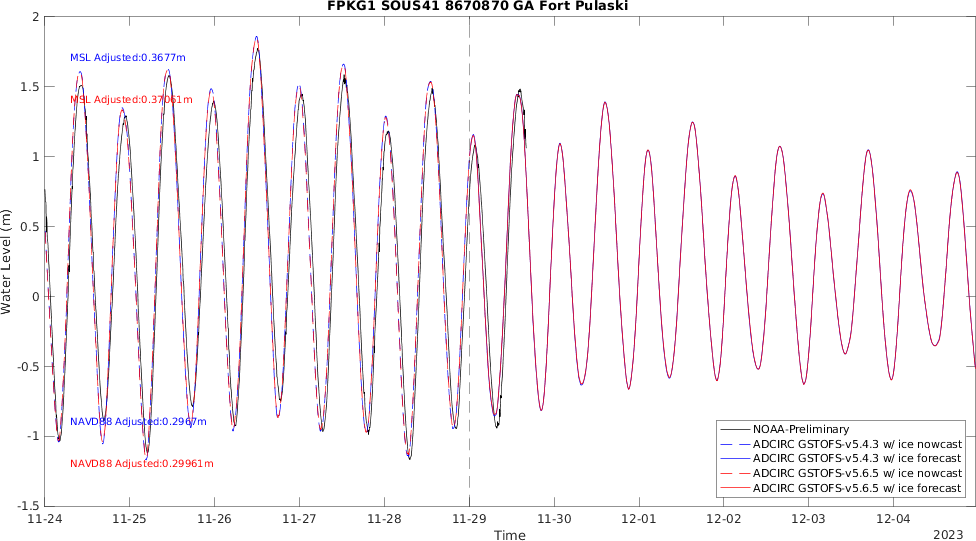 FPKG1 SOUS41 8670870 GA Fort Pulaski
2
MSL Adjusted:0.3677m
1.5
MSL Adjusted:0.37061m
1
0.5
Water Level (m)
0
-0.5
NAVD88 Adjusted:0.2967m
-1
NAVD88 Adjusted:0.29961m
-1.5
NOAA-Preliminary
ADCIRC GSTOFS-v5.4.3 w/ ice nowcast
ADCIRC GSTOFS-v5.4.3 w/ ice forecast
ADCIRC GSTOFS-v5.6.5 w/ ice nowcast
ADCIRC GSTOFS-v5.6.5 w/ ice forecast
11-24 11-25 11-26 11-27 11-28 11-29 11-30 12-01 12-02 12-03 12-04
Time
2023